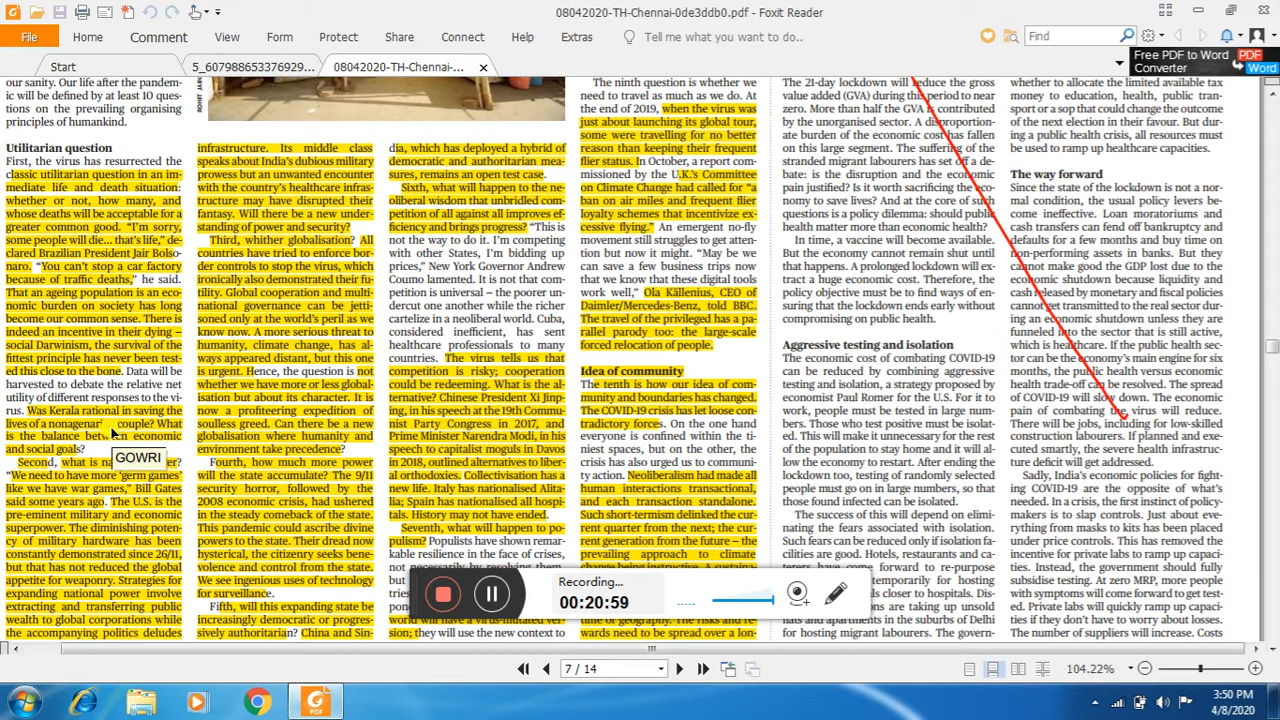 08042020-TH-Chennai-0de3ddb0.pdf - Foxit Reader
File
Home
Comment
View
Form
Protect
Share
Connect
Help
Extras
Tell me what you want to do...
Find
Start
5_607988653376929...
08042020-TH-Chennai-...
Free PDF to Word
Converter
PDF
Word
our sanity. Our life after the pandem-
ic will be defined by at least 10 ques-
tions on the prevailing organising
principles of humankind.
Utilitarian question
First, the virus has resurrected the
classic utilitarian question in an im-
mediate life and death situation:
whether or not, how many, and
whose deaths will be acceptable for a
greater common good. “I’m sorry,
some people will die... that’s life,” de-
clared Brazilian President Jair Bolso-
naro. “You can’t stop a car factory
because of traffic deaths,” he said.
That an ageing population is an eco-
nomic burden on society has long
become our common sense. There is
indeed an incentive in their dying –
social Darwinism, the survival of the
fittest principle has never been test-
ed this close to the bone. Data will be
harvested to debate the relative net
utility of different responses to the vi-
rus. Was Kerala rational in saving the
lives of a nonagenar couple? What
is the balance between economic
and social goals?
GOWRI
Second, what is na er?
“We need to have more ‘germ games’
like we have war games,” Bill Gates
said some years ago. The U.S. is the
pre-eminent military and economic
superpower. The diminishing poten-
cy of military hardware has been
constantly demonstrated since 26/11,
but that has not reduced the global
appetite for weaponry. Strategies for
expanding national power involve
extracting and transferring public
wealth to global corporations while
the accompanying politics deludes
ROHIT JAIN
infrastructure. Its middle class
speaks about India’s dubious military
prowess but an unwanted encounter
with the country’s healthcare infras-
tructure may have disrupted their
fantasy. Will there be a new under-
standing of power and security?
Third, whither globalisation? All
countries have tried to enforce bor-
der controls to stop the virus, which
ironically also demonstrated their fu-
tility. Global cooperation and multi-
national governance can be jetti-
soned only at the world’s peril as we
know now. A more serious threat to
humanity, climate change, has al-
ways appeared distant, but this one
is urgent. Hence, the question is not
whether we have more or less global-
isation but about its character. It is
now a profiteering expedition of
soulless greed. Can there be a new
globalisation where humanity and
environment take precedence?
Fourth, how much more power
will the state accumulate? The 9/11
security horror, followed by the
2008 economic crisis, had ushered
in the steady comeback of the state.
This pandemic could ascribe divine
powers to the state. Their dread now
hysterical, the citizenry seeks bene-
volence and control from the state.
We see ingenious uses of technology
for surveillance.
Fifth, will this expanding state be
increasingly democratic or progres-
sively authoritarian? China and Sin-
dia, which has deployed a hybrid of
democratic and authoritarian mea-
sures, remains an open test case.
Sixth, what will happen to the ne-
oliberal wisdom that unbridled com-
petition of all against all improves ef-
ficiency and brings progress? “This is
not the way to do it. I’m competing
with other States, I’m bidding up
prices,” New York Governor Andrew
Coumo lamented. It is not that com-
petition is universal – the poorer un-
dercut one another while the richer
cartelize in a neoliberal world. Cuba,
considered inefficient, has sent
healthcare professionals to many
countries. The virus tells us that
competition is risky; cooperation
could be redeeming. What is the al-
ternative? Chinese President Xi Jinp-
ing, in his speech at the 19th Commu-
nist Party Congress in 2017, and
Prime Minister Narendra Modi, in his
speech to capitalist moguls in Davos
in 2018, outlined alternatives to liber-
al orthodoxies. Collectivisation has a
new life. Italy has nationalised Alita-
lia; Spain has nationalised all hospi-
tals. History may not have ended.
Seventh, what will happen to po-
pulism? Populists have shown remar-
kable resilience in the face of crises,
not necessarily by resolving them,
but
tries
pond
world will have a virus-mutated ver-
sion; they will use the new context to
The ninth question is whether we
need to travel as much as we do. At
the end of 2019, when the virus was
just about launching its global tour,
some were travelling for no better
reason than keeping their frequent
flier status. In October, a report com-
missioned by the U.K.’s Committee
on Climate Change had called for “a
ban on air miles and frequent flier
loyalty schemes that incentivize ex-
cessive flying.” An emergent no-fly
movement still struggles to get atten-
tion but now it might. “May be we
can save a few business trips now
that we know that these digital tools
work well,” Ola Källenius, CEO of
Daimler/Mercedes-Benz, told BBC.
The travel of the privileged has a pa-
rallel parody too: the large-scale
forced relocation of people.
Idea of community
The tenth is how our idea of com-
munity and boundaries has changed.
The COVID-19 crisis has let loose con-
tradictory forces. On the one hand
everyone is confined within the ti-
niest spaces, but on the other, the
crisis has also urged us to communi-
ty action. Neoliberalism had made all
human interactions transactional,
and each transaction standalone.
Such short-termism delinked the cur-
rent quarter from the next; the cur-
rent generation from the future – the
prevailing approach to climate
change being instructive. A sustaina-
time or geography. The risks and re-
wards need to be spread over a lon-
The 21-day lockdown will reduce the gross
value added (GVA) during this period to near
zero. More than half the GVA is contributed
by the unorganised sector. A disproportion-
ate burden of the economic cost has fallen
on this large segment. The suffering of the
stranded migrant labourers has set off a de-
bate: is the disruption and the economic
pain justified? Is it worth sacrificing the eco-
nomy to save lives? And at the core of such
questions is a policy dilemma: should public
health matter more than economic health?
In time, a vaccine will become available.
But the economy cannot remain shut until
that happens. A prolonged lockdown will ex-
tract a huge economic cost. Therefore, the
policy objective must be to find ways of en-
suring that the lockdown ends early without
compromising on public health.
Aggressive testing and isolation
The economic cost of combating COVID-19
can be reduced by combining aggressive
testing and isolation, a strategy proposed by
economist Paul Romer for the U.S. For it to
work, people must be tested in large num-
bers. Those who test positive must be isolat-
ed. This will make it unnecessary for the rest
of the population to stay home and it will al-
low the economy to restart. After ending the
lockdown too, testing of randomly selected
people must go on in large numbers, so that
those found infected can be isolated.
The success of this will depend on elimi-
nating the fears associated with isolation.
Such fears can be reduced only if isolation fa-
cilities are good. Hotels, restaurants and ca-
terers have come forward to re-purpose
temporarily for holding
closer to hospitals. Dis-
are taking up unsold
flats and apartments in the suburbs of Delhi
for hosting migrant labourers. The govern-
whether to allocate the limited available tax
money to education, health, public trans-
port or a sop that could change the outcome
of the next election in their favour. But dur-
ing a public health crisis, all resources must
be used to ramp up healthcare capacities.
The way forward
Since the state of the lockdown is not a nor-
mal condition, the usual policy levers be-
come ineffective. Loan moratoriums and
cash transfers can fend off bankruptcy and
defaults for a few months and buy time on
non-performing assets in banks. But they
cannot make good the GDP lost due to the
economic shutdown because liquidity and
cash released by monetary and fiscal policies
cannot get transmitted to the real sector dur-
ing an economic shutdown unless they are
funneled into the sector that is still active,
which is healthcare. If the public health sec-
tor can be the economy’s main engine for six
months, the public health versus economic
health trade-off can be resolved. The spread
of COVID-19 will slow down. The economic
pain of combating the virus will reduce.
There will be jobs, including for low-skilled
construction labourers. If planned and exe-
cuted smartly, the severe health infrastruc-
ture deficit will get addressed.
Sadly, India’s economic policies for fight-
ing COVID-19 are the opposite of what’s
needed. In a crisis, the first instinct of policy-
makers is to slap controls. Just about eve-
rything from masks to kits has been placed
under price controls. This has removed the
incentive for private labs to ramp up capaci-
ties. Instead, the government should fully
subsidise testing. At zero MRP, more people
with symptoms will come forward to get test-
ed. Private labs will quickly ramp up capaci-
ties if they don’t have to worry about losses.
The number of suppliers will increase. Costs
Recording...
00:20:59
7 / 14
104.22%
3:50 PM
4/8/2020